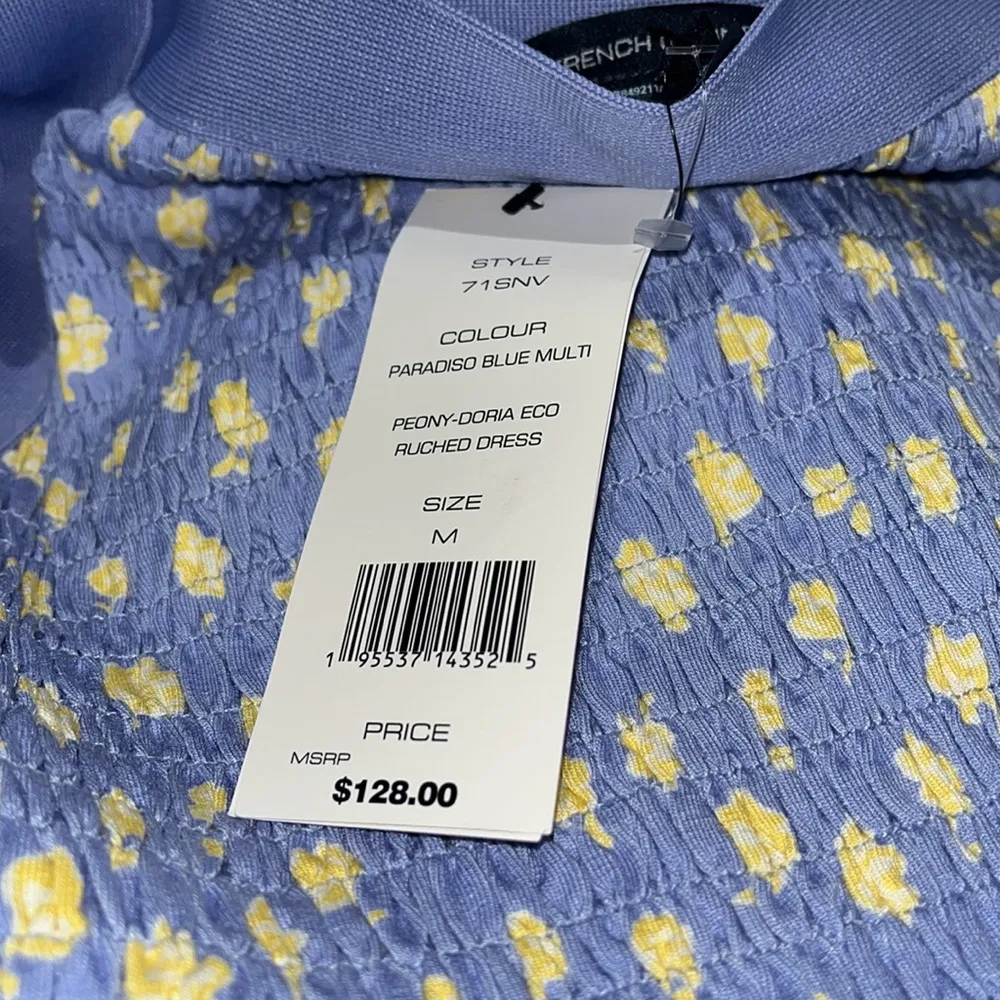 FRENCH
STYLE
71SNV
COLOUR
PARADISO BLUE MULTI
PEONY-DORIA ECO
RUCHED DRESS
SIZE
M
1 95537 14352 5
PRICE
MSRP
$128.00